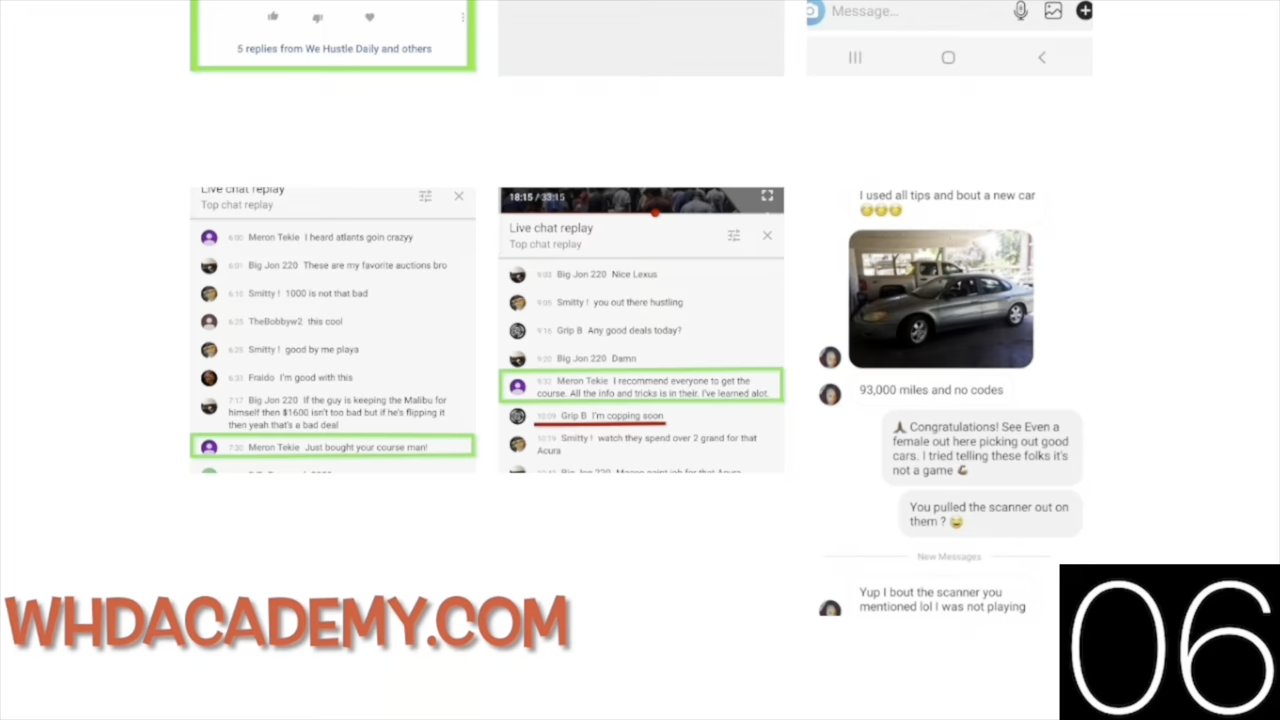 5 replies from We Hustle Daily and others
Message...
Live chat replay
Top chat replay
6:00 Meron Tekie I heard atlants goin crazyy
6:01 Big Jon 220 These are my favorite auctions bro
6:10 Smitty ! 1000 is not that bad
6:25 TheBobbyw2 this cool
6:25 Smitty ! good by me playa
6:33 Fraido I'm good with this
7:17 Big Jon 220 If the guy is keeping the Malibu for
himself then $1600 isn't too bad but if he's flipping it
then yeah that's a bad deal
7:30 Meron Tekie Just bought your course man!
18:15 / 33:15
Live chat replay
Top chat replay
9:03 Big Jon 220 Nice Lexus
9:05 Smitty ! you out there hustling
9:16 Grip B Any good deals today?
9:20 Big Jon 220 Damn
9:32 Meron Tekie I recommend everyone to get the
course. All the info and tricks is in their. I've learned alot.
10:09 Grip B I'm copping soon
10:19 Smitty ! watch they spend over 2 grand for that
Acura
Big Jon 220 Macon paint job for that Acura
I used all tips and bout a new car
93,000 miles and no codes
Congratulations! See Even a
female out here picking out good
cars. I tried telling these folks it's
not a game
You pulled the scanner out on
them ?
New Messages
Yup I bout the scanner you
mentioned lol I was not playing
WHDACADEMY.COM
06